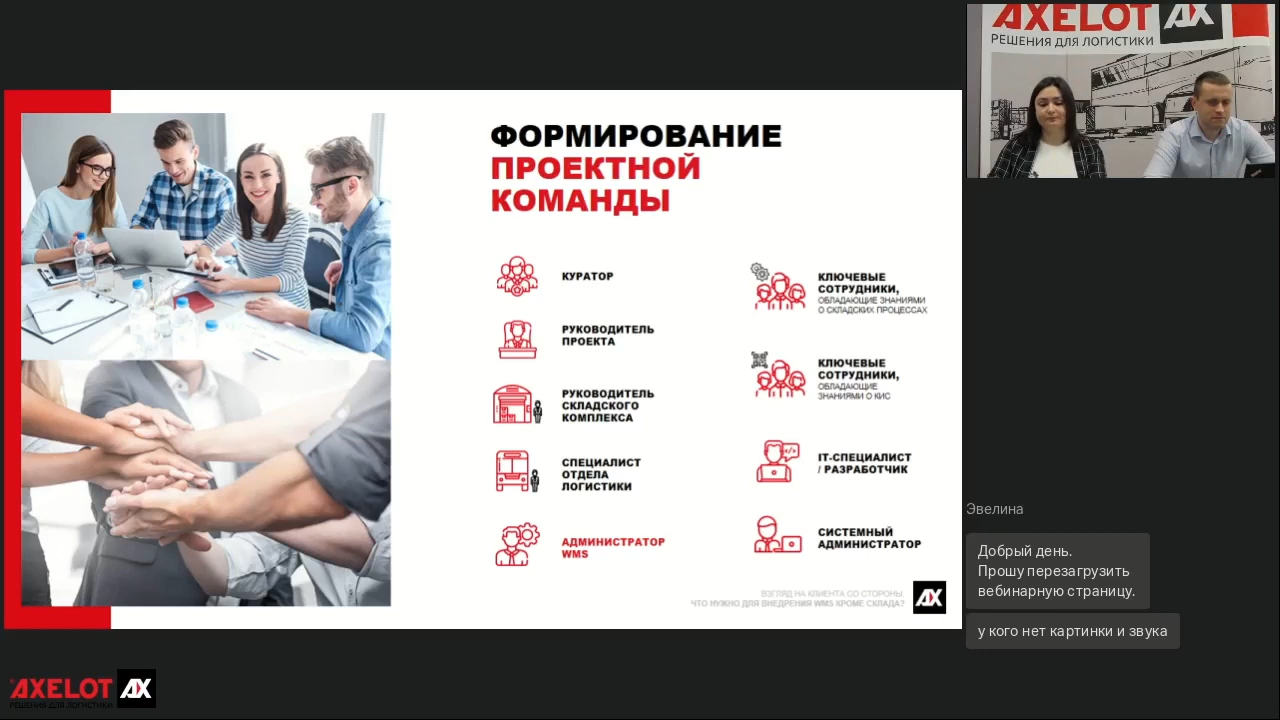 ФОРМИРОВАНИЕ
ПРОЕКТНОЙ
КОМАНДЫ
КУРАТОР
РУКОВОДИТЕЛЬ
ПРОЕКТА
РУКОВОДИТЕЛЬ
СКЛАДСКОГО
КОМПЛЕКСА
СПЕЦИАЛИСТ
ОТДЕЛА
ЛОГИСТИКИ
АДМИНИСТРАТОР
WMS
КЛЮЧЕВЫЕ
СОТРУДНИКИ,
ОБЛАДАЮЩИЕ ЗНАНИЯМИ
О СКЛАДСКИХ ПРОЦЕССАХ
КЛЮЧЕВЫЕ
СОТРУДНИКИ,
ОБЛАДАЮЩИЕ
ЗНАНИЯМИ О КИС
IT-СПЕЦИАЛИСТ
/ РАЗРАБОТЧИК
СИСТЕМНЫЙ
АДМИНИСТРАТОР
ВЗГЛЯД НА КЛИЕНТА СО СТОРОНЫ.
ЧТО НУЖНО ДЛЯ ВНЕДРЕНИЯ WMS КРОМЕ СКЛАДА?
AX
AXELOT AX
РЕШЕНИЯ ДЛЯ ЛОГИСТИКИ
Эвелина
Добрый день.
Прошу перезагрузить
вебинарную страницу.
у кого нет картинки и звука
AXELOT AX
РЕШЕНИЯ ДЛЯ ЛОГИСТИКИ